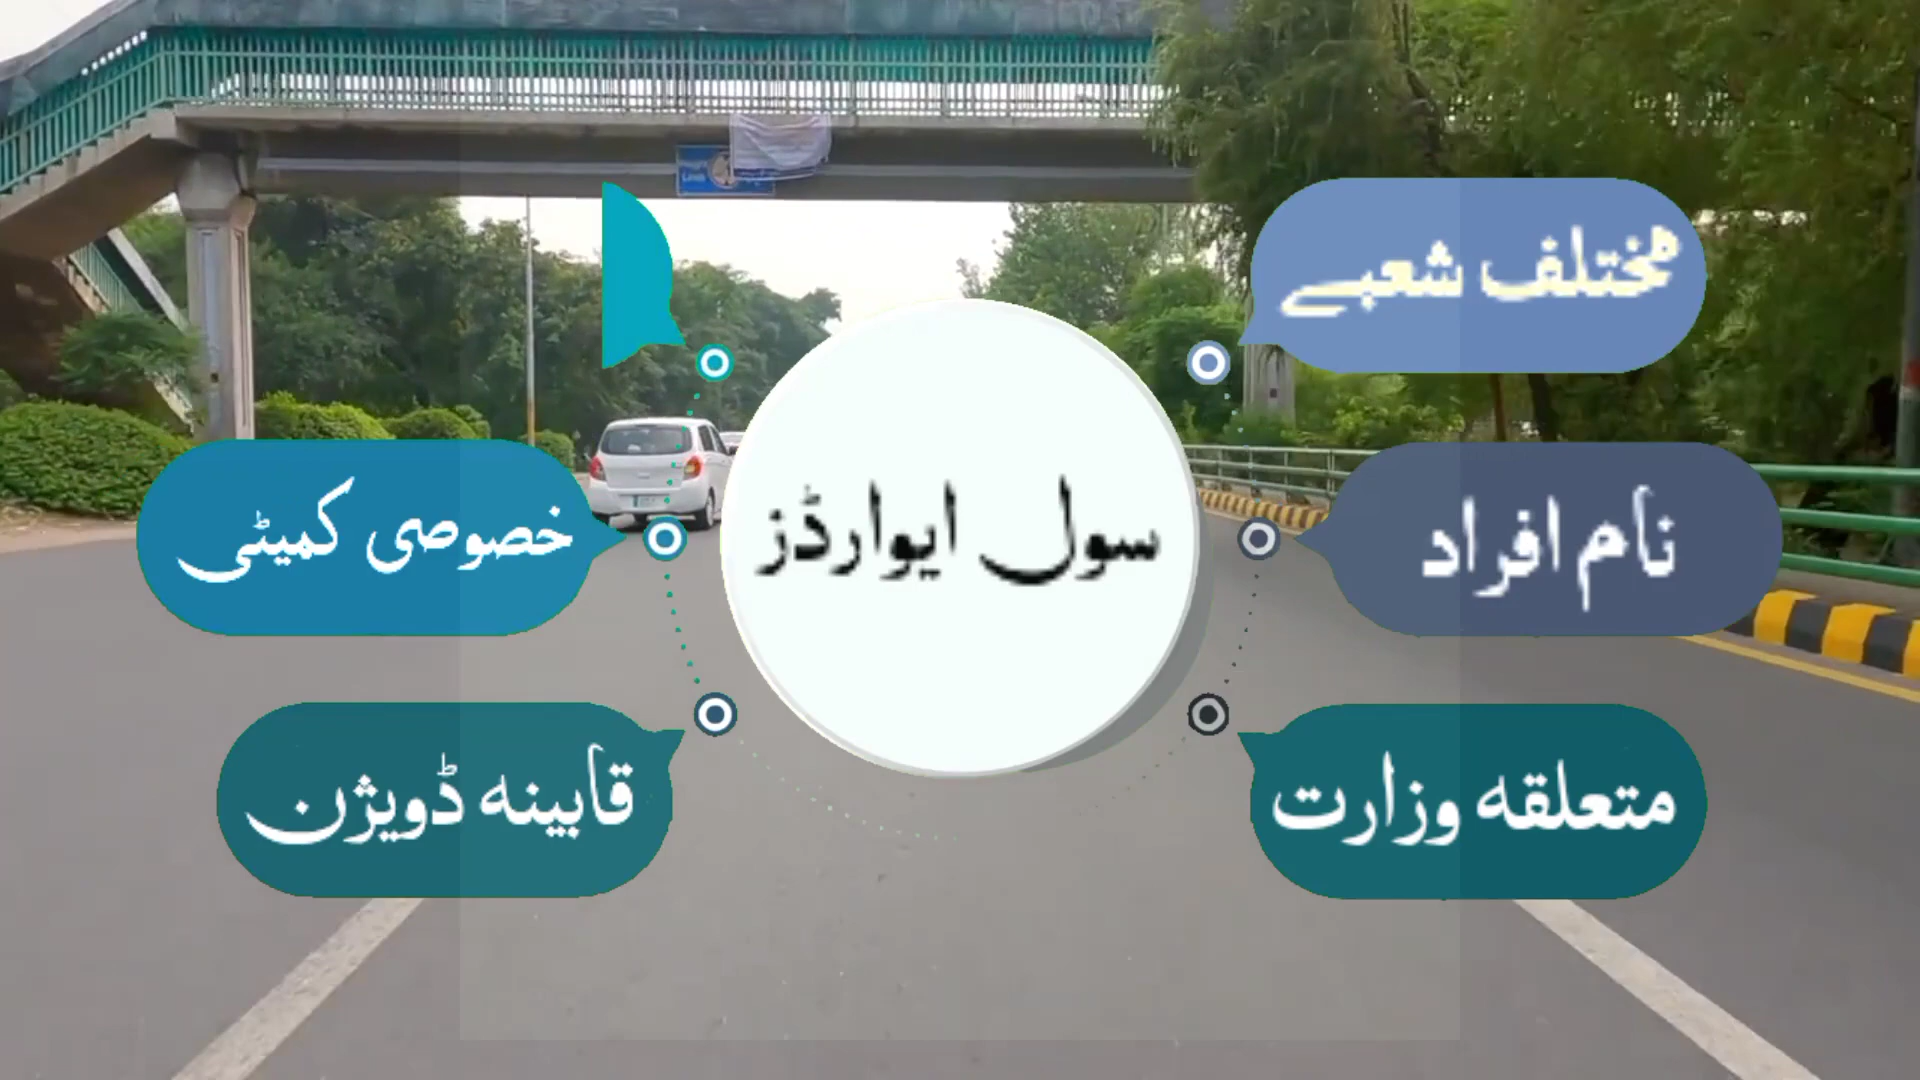 مختلف شعبے
نام افراد
متعلقہ وزارت
سول ایوارڈز
خصوصی کمیٹی
قابینہ ڈویژن